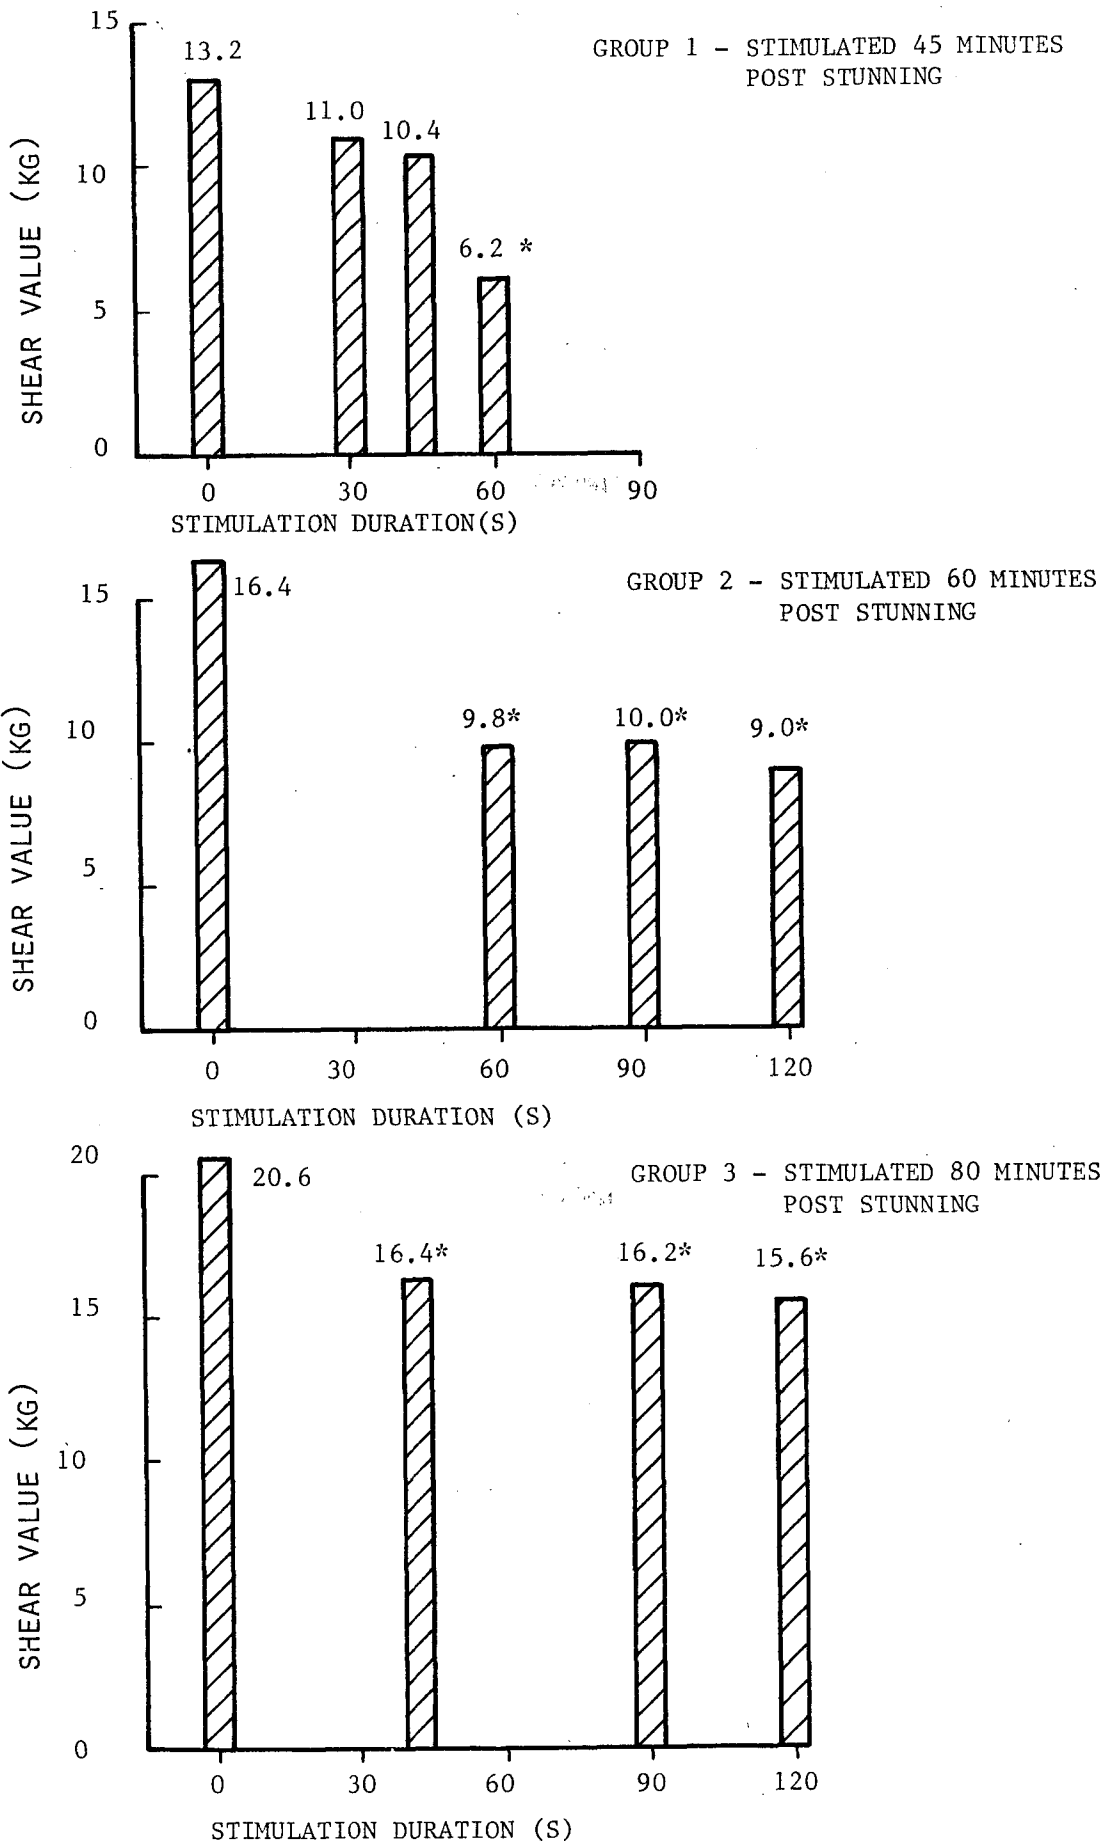 15
13.2
GROUP 1 - STIMULATED 45 MINUTES
POST STUNNING
11.0
10.4
10
6.2 *
5
0
SHEAR VALUE (KG)
0 30 60 90
STIMULATION DURATION(S)
16.4
GROUP 2 - STIMULATED 60 MINUTES
POST STUNNING
15
9.8*
10.0*
9.0*
10
5
0
SHEAR VALUE (KG)
0 30 60 90 120
STIMULATION DURATION (S)
20
20.6
GROUP 3 - STIMULATED 80 MINUTES
POST STUNNING
16.4*
16.2*
15.6*
15
10
5
0
SHEAR VALUE (KG)
0 30 60 90 120
STIMULATION DURATION (S)